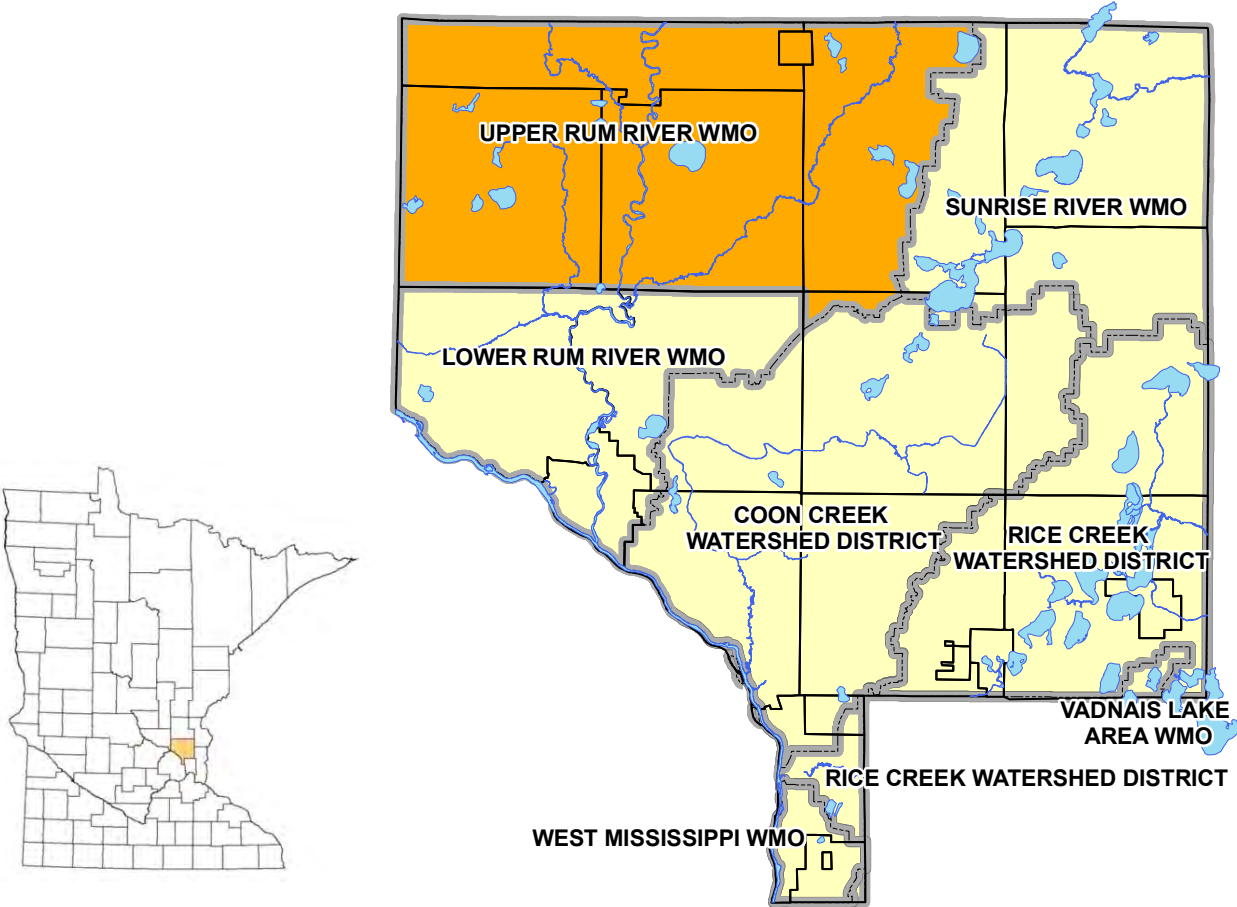 UPPER RUM RIVER WMO
SUNRISE RIVER WMO
LOWER RUM RIVER WMO
COON CREEK
WATERSHED DISTRICT
RICE CREEK
WATERSHED DISTRICT
VADNAIS LAKE
AREA WMO
RICE CREEK WATERSHED DISTRICT
WEST MISSISSIPPI WMO